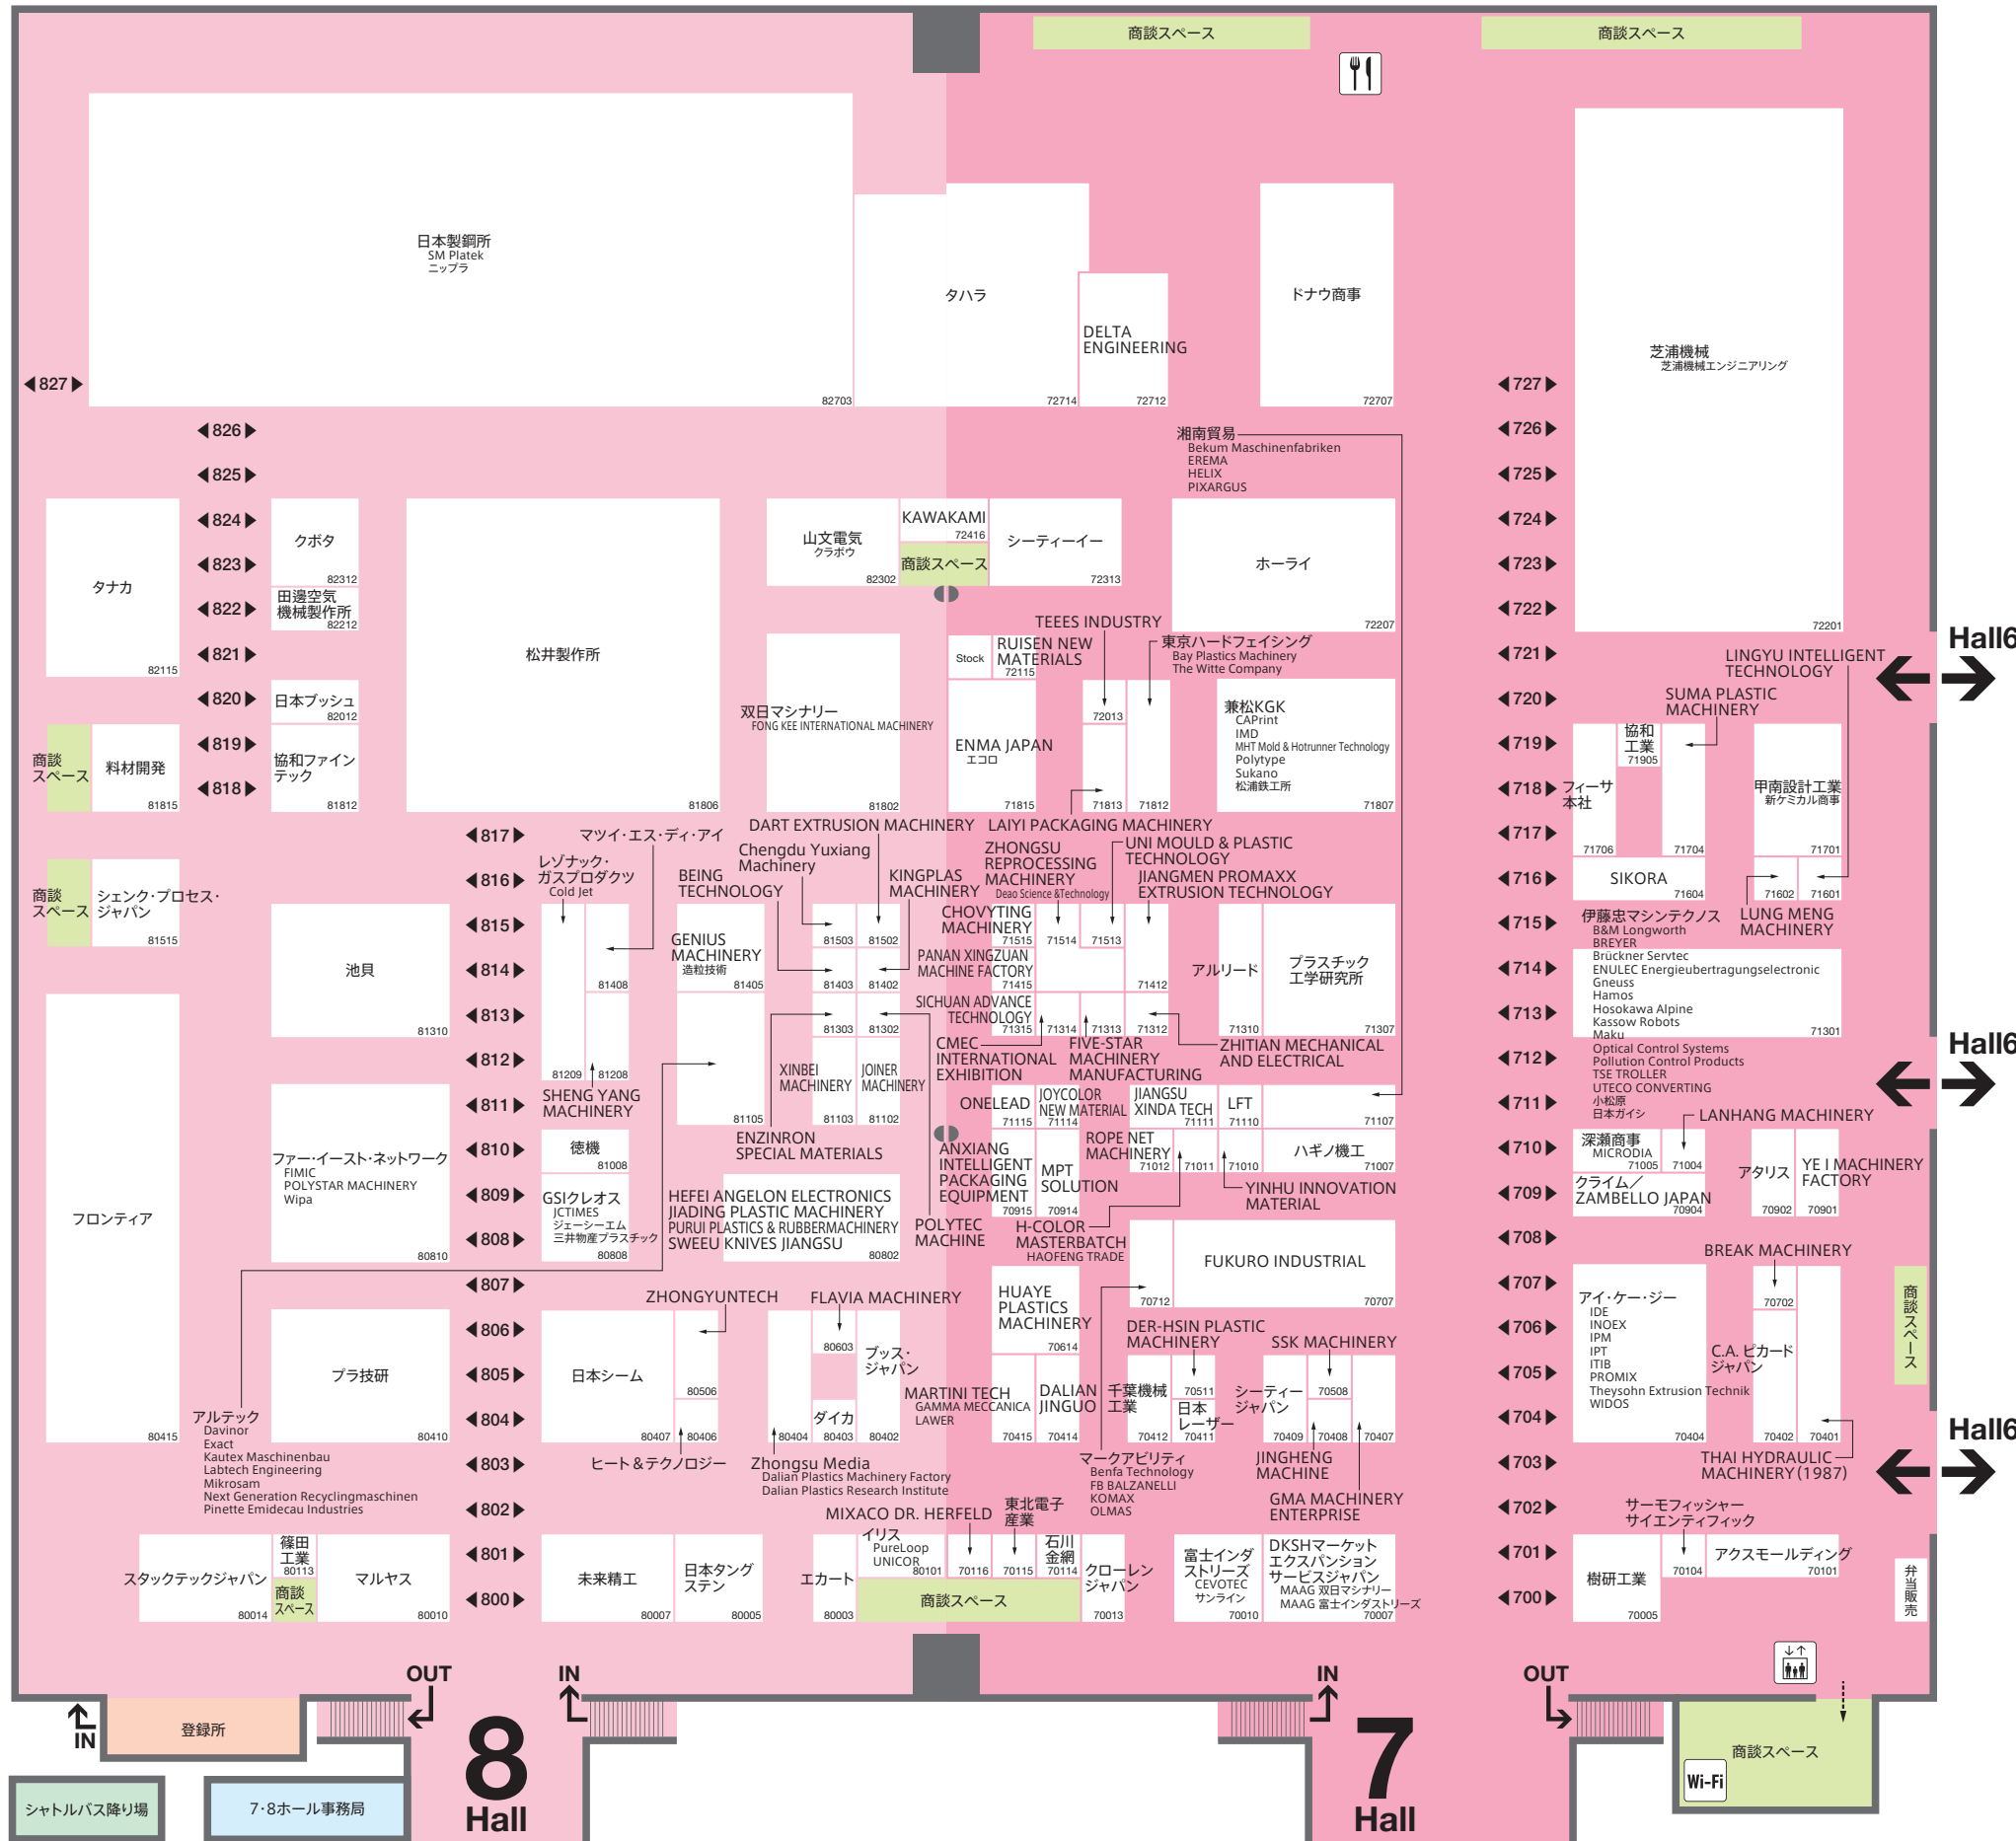 商談スペース
商談スペース
日本製鋼所
SM Platek
ニップラ
82703
タハラ
72714
DELTA
ENGINEERING
72712
ドナウ商事
72707
芝浦機械
芝浦機械エンジニアリング
72201
827
727
826
726
825
725
824
724
823
723
822
722
821
721
820
720
819
719
818
718
817
717
816
716
815
715
814
714
813
713
812
712
811
711
810
710
809
709
808
708
807
707
806
706
805
705
804
704
803
703
802
702
801
701
800
700
湘南貿易
Bekum Maschinenfabriken
EREMA
HELIX
PIXARGUS
タナカ
82115
クボタ
82312
田邊空気
機械製作所
82212
松井製作所
81806
山文電気
クラボウ
82302
KAWAKAMI
72416
商談スペース
シーティーイー
72313
ホーライ
72207
Hall6
日本ブッシュ
82012
協和ファイン
テック
81812
商談
スペース
料材開発
81815
双日マシナリー
FONG KEE INTERNATIONAL MACHINERY
81802
Stock
RUISEN NEW
MATERIALS
72115
TEEES INDUSTRY
72013
東京ハードフェイシング
Bay Plastics Machinery
The Witte Company
71812
ENMA JAPAN
エコロ
71815
71813
LAIYI PACKAGING MACHINERY
兼松KGK
CAPrint
IMD
MHT Mold & Hotrunner Technology
Polytype
Sukano
松浦鉄工所
71807
LINGYU INTELLIGENT
TECHNOLOGY
SUMA PLASTIC
MACHINERY
フィーサ
本社
71706
協和
工業
71905
71704
甲南設計工業
新ケミカル商事
71701
SIKORA
71604
71602
71601
LUNG MENG
MACHINERY
商談
スペース
シェンク・プロセス・
ジャパン
81515
池貝
81310
レゾナック・
ガスプロダクツ
Cold Jet
81209
マツイ・エス・ディ・アイ
81408
81208
SHENG YANG
MACHINERY
BEING
TECHNOLOGY
Chengdu Yuxiang
Machinery
DART EXTRUSION MACHINERY
KINGPLAS
MACHINERY
GENIUS
MACHINERY
造粒技術
81405
81503
81502
81403
81402
81303
81302
XINBEI
MACHINERY
81103
JOINER
MACHINERY
81102
81105
ENZINRON
SPECIAL MATERIALS
ZHONGSU
REPROCESSING
MACHINERY
Deao Science &Technology
UNI MOULD & PLASTIC
TECHNOLOGY
JIANGMEN PROMAXX
EXTRUSION TECHNOLOGY
CHOVYTING
MACHINERY
71515
71514
71513
PANAN XINGZUAN
MACHINE FACTORY
71415
71412
SICHUAN ADVANCE
TECHNOLOGY
71315
71314
71313
71312
CMEC
INTERNATIONAL
EXHIBITION
FIVE-STAR
MACHINERY
MANUFACTURING
ZHITIAN MECHANICAL
AND ELECTRICAL
アルリード
71310
プラスチック
工学研究所
71307
伊藤忠マシンテクノス
B&M Longworth
BREYER
Brückner Servtec
ENULEC Energieubertragungselectronic
Gneuss
Hamos
Hosokawa Alpine
Kassow Robots
Maku
Optical Control Systems
Pollution Control Products
TSE TROLLER
UTECO CONVERTING
小松原
日本ガイシ
71301
Hall6
フロンティア
80415
ファー・イースト・ネットワーク
FIMIC
POLYSTAR MACHINERY
Wipa
80810
徳機
81008
GSIクレオス
JCTIMES
ジェーシーエム
三井物産プラスチック
80808
HEFEI ANGELON ELECTRONICS
JIADING PLASTIC MACHINERY
PURUI PLASTICS & RUBBERMACHINERY
SWEEU KNIVES JIANGSU
80802
POLYTEC
MACHINE
ONELEAD
71115
JOYCOLOR
NEW MATERIAL
71114
JIANGSU
XINDA TECH
71111
LFT
71110
71107
ANXIANG
INTELLIGENT
PACKAGING
EQUIPMENT
70915
MPT
SOLUTION
70914
ROPE NET
MACHINERY
71012
71011
71010
ハギノ機工
71007
YINHU INNOVATION
MATERIAL
H-COLOR
MASTERBATCH
HAOFENG TRADE
LANHANG MACHINERY
深瀬商事
MICRODIA
71005
71004
クライム／
ZAMBELLO JAPAN
70904
アタリス
70902
YE I MACHINERY
FACTORY
70901
FUKURO INDUSTRIAL
70712
70707
プラ技研
80410
アルテック
Davinor
Exact
Kautex Maschinenbau
Labtech Engineering
Mikrosam
Next Generation Recyclingmaschinen
Pinette Emidecau Industries
ZHONGYUNTECH
日本シーム
80407
80506
80406
ヒート＆テクノロジー
FLAVIA MACHINERY
80603
80404
ダイカ
80403
ブッス・
ジャパン
80402
Zhongsu Media
Dalian Plastics Machinery Factory
Dalian Plastics Research Institute
HUAYE
PLASTICS
MACHINERY
70614
MARTINI TECH
GAMMA MECCANICA
LAWER
70415
DALIAN
JINGUO
70414
DER-HSIN PLASTIC
MACHINERY
SSK MACHINERY
千葉機械
工業
70412
70511
日本
レーザー
70411
シーティー
ジャパン
70409
70508
70408
70407
マークアビリティ
Benfa Technology
FB BALZANELLI
KOMAX
OLMAS
JINGHENG
MACHINE
GMA MACHINERY
ENTERPRISE
BREAK MACHINERY
アイ・ケー・ジー
IDE
INOEX
IPM
IPT
ITIB
PROMIX
Theysohn Extrusion Technik
WIDOS
70404
70702
C.A. ピカード
ジャパン
70402
70401
THAI HYDRAULIC
MACHINERY (1987)
商談スペース
Hall6
スタックテックジャパン
80014
篠田
工業
80113
商談
スペース
マルヤス
80010
未来精工
80007
日本タング
ステン
80005
エカート
80003
MIXACO DR. HERFELD
イリス
PureLoop
UNICOR
80101
70116
東北電子
産業
70115
石川
金網
70114
商談スペース
クローレン
ジャパン
70013
富士インダ
ストリーズ
CEVOTEC
サンライン
70010
DKSHマーケット
エクスパンション
サービスジャパン
MAAG 双日マシナリー
MAAG 富士インダストリーズ
70007
サーモフィッシャー
サイエンティフィック
樹研工業
70005
70104
アクスモールディング
70101
弁当販売
OUT
IN
IN
OUT
IN
登録所
8
Hall
7
Hall
商談スペース
Wi-Fi
シャトルバス降り場
7・8ホール事務局